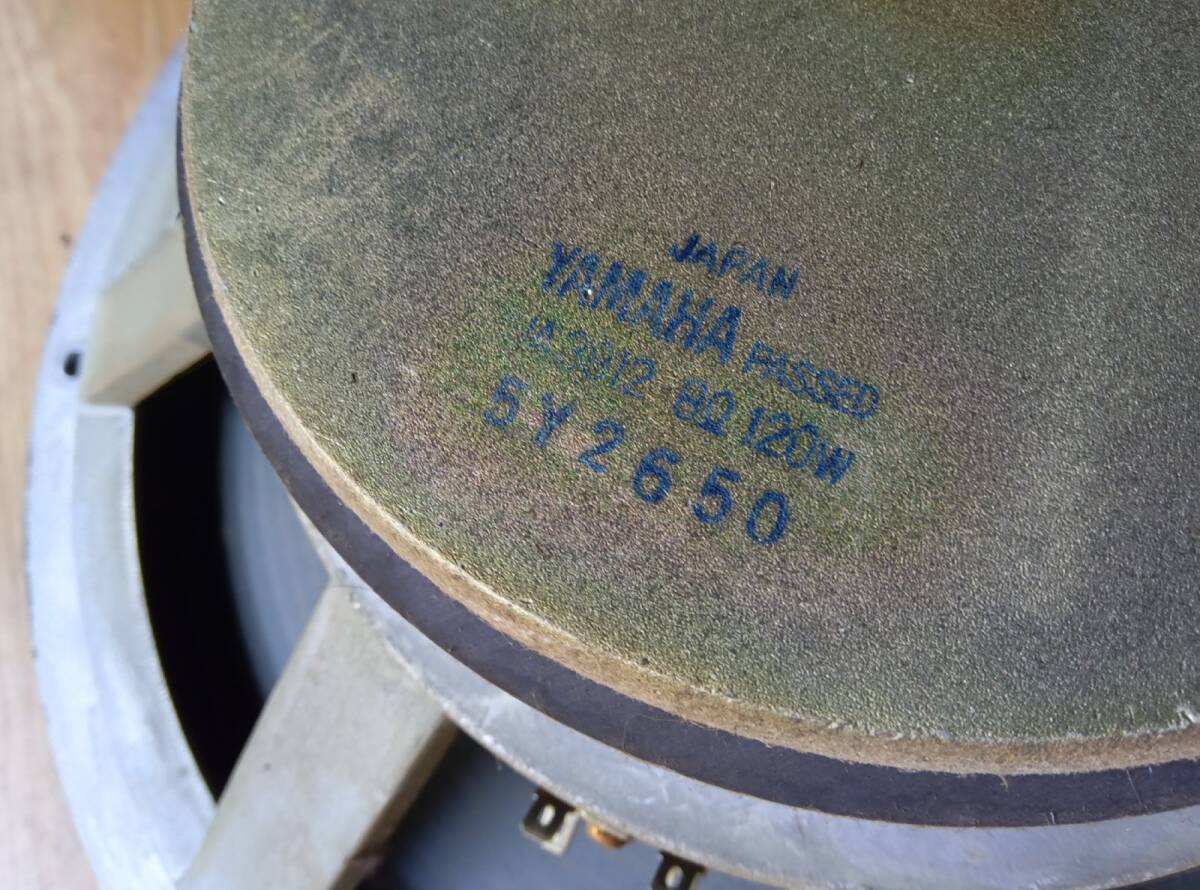 JAPAN
YAMAHA PASSED
JA3812 8Ω 120W
5Y2650